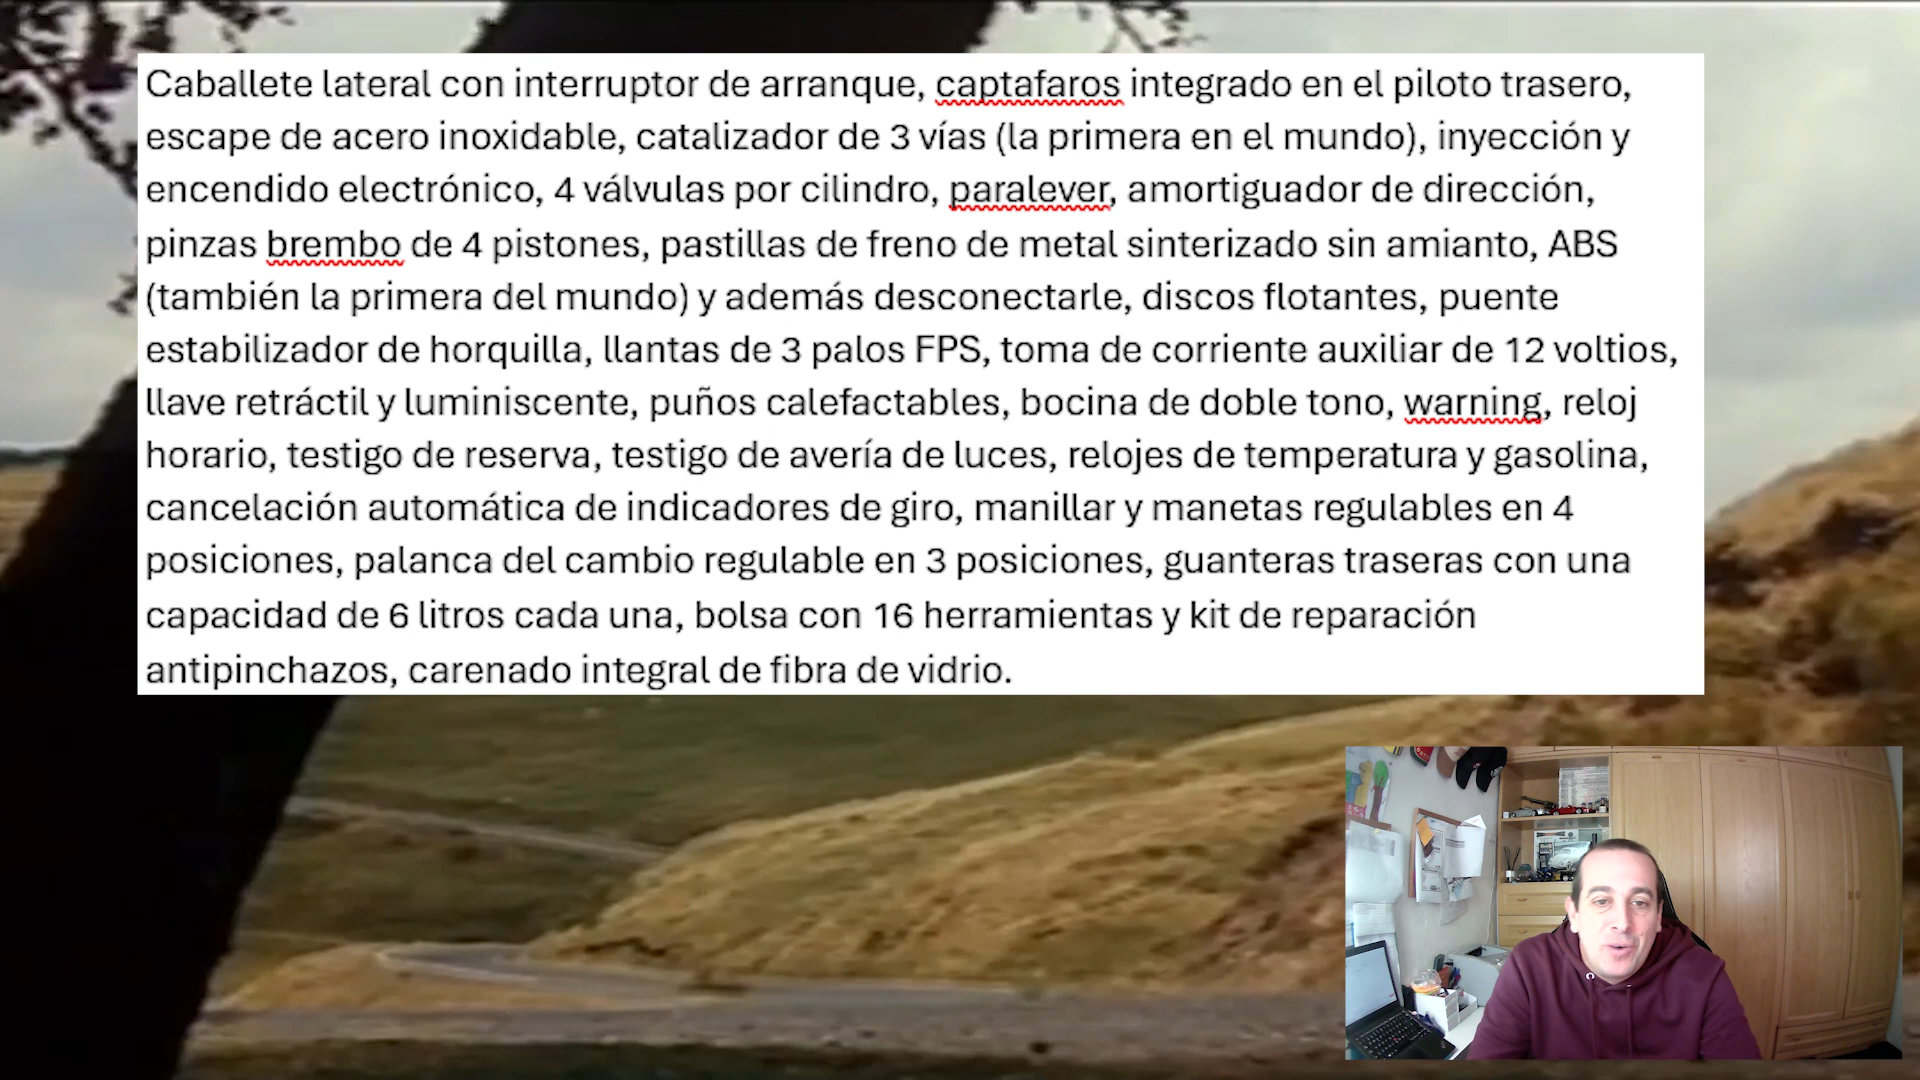 Caballete lateral con interruptor de arranque, captafaros integrado en el piloto trasero,
escape de acero inoxidable, catalizador de 3 vías (la primera en el mundo), inyección y
encendido electrónico, 4 válvulas por cilindro, paralever, amortiguador de dirección,
pinzas brembo de 4 pistones, pastillas de freno de metal sinterizado sin amianto, ABS
(también la primera del mundo) y además desconectarle, discos flotantes, puente
estabilizador de horquilla, llantas de 3 palos FPS, toma de corriente auxiliar de 12 voltios,
llave retráctil y luminiscente, puños calefactables, bocina de doble tono, warning, reloj
horario, testigo de reserva, testigo de avería de luces, relojes de temperatura y gasolina,
cancelación automática de indicadores de giro, manillar y manetas regulables en 4
posiciones, palanca del cambio regulable en 3 posiciones, guanteras traseras con una
capacidad de 6 litros cada una, bolsa con 16 herramientas y kit de reparación
antipinchazos, carenado integral de fibra de vidrio.